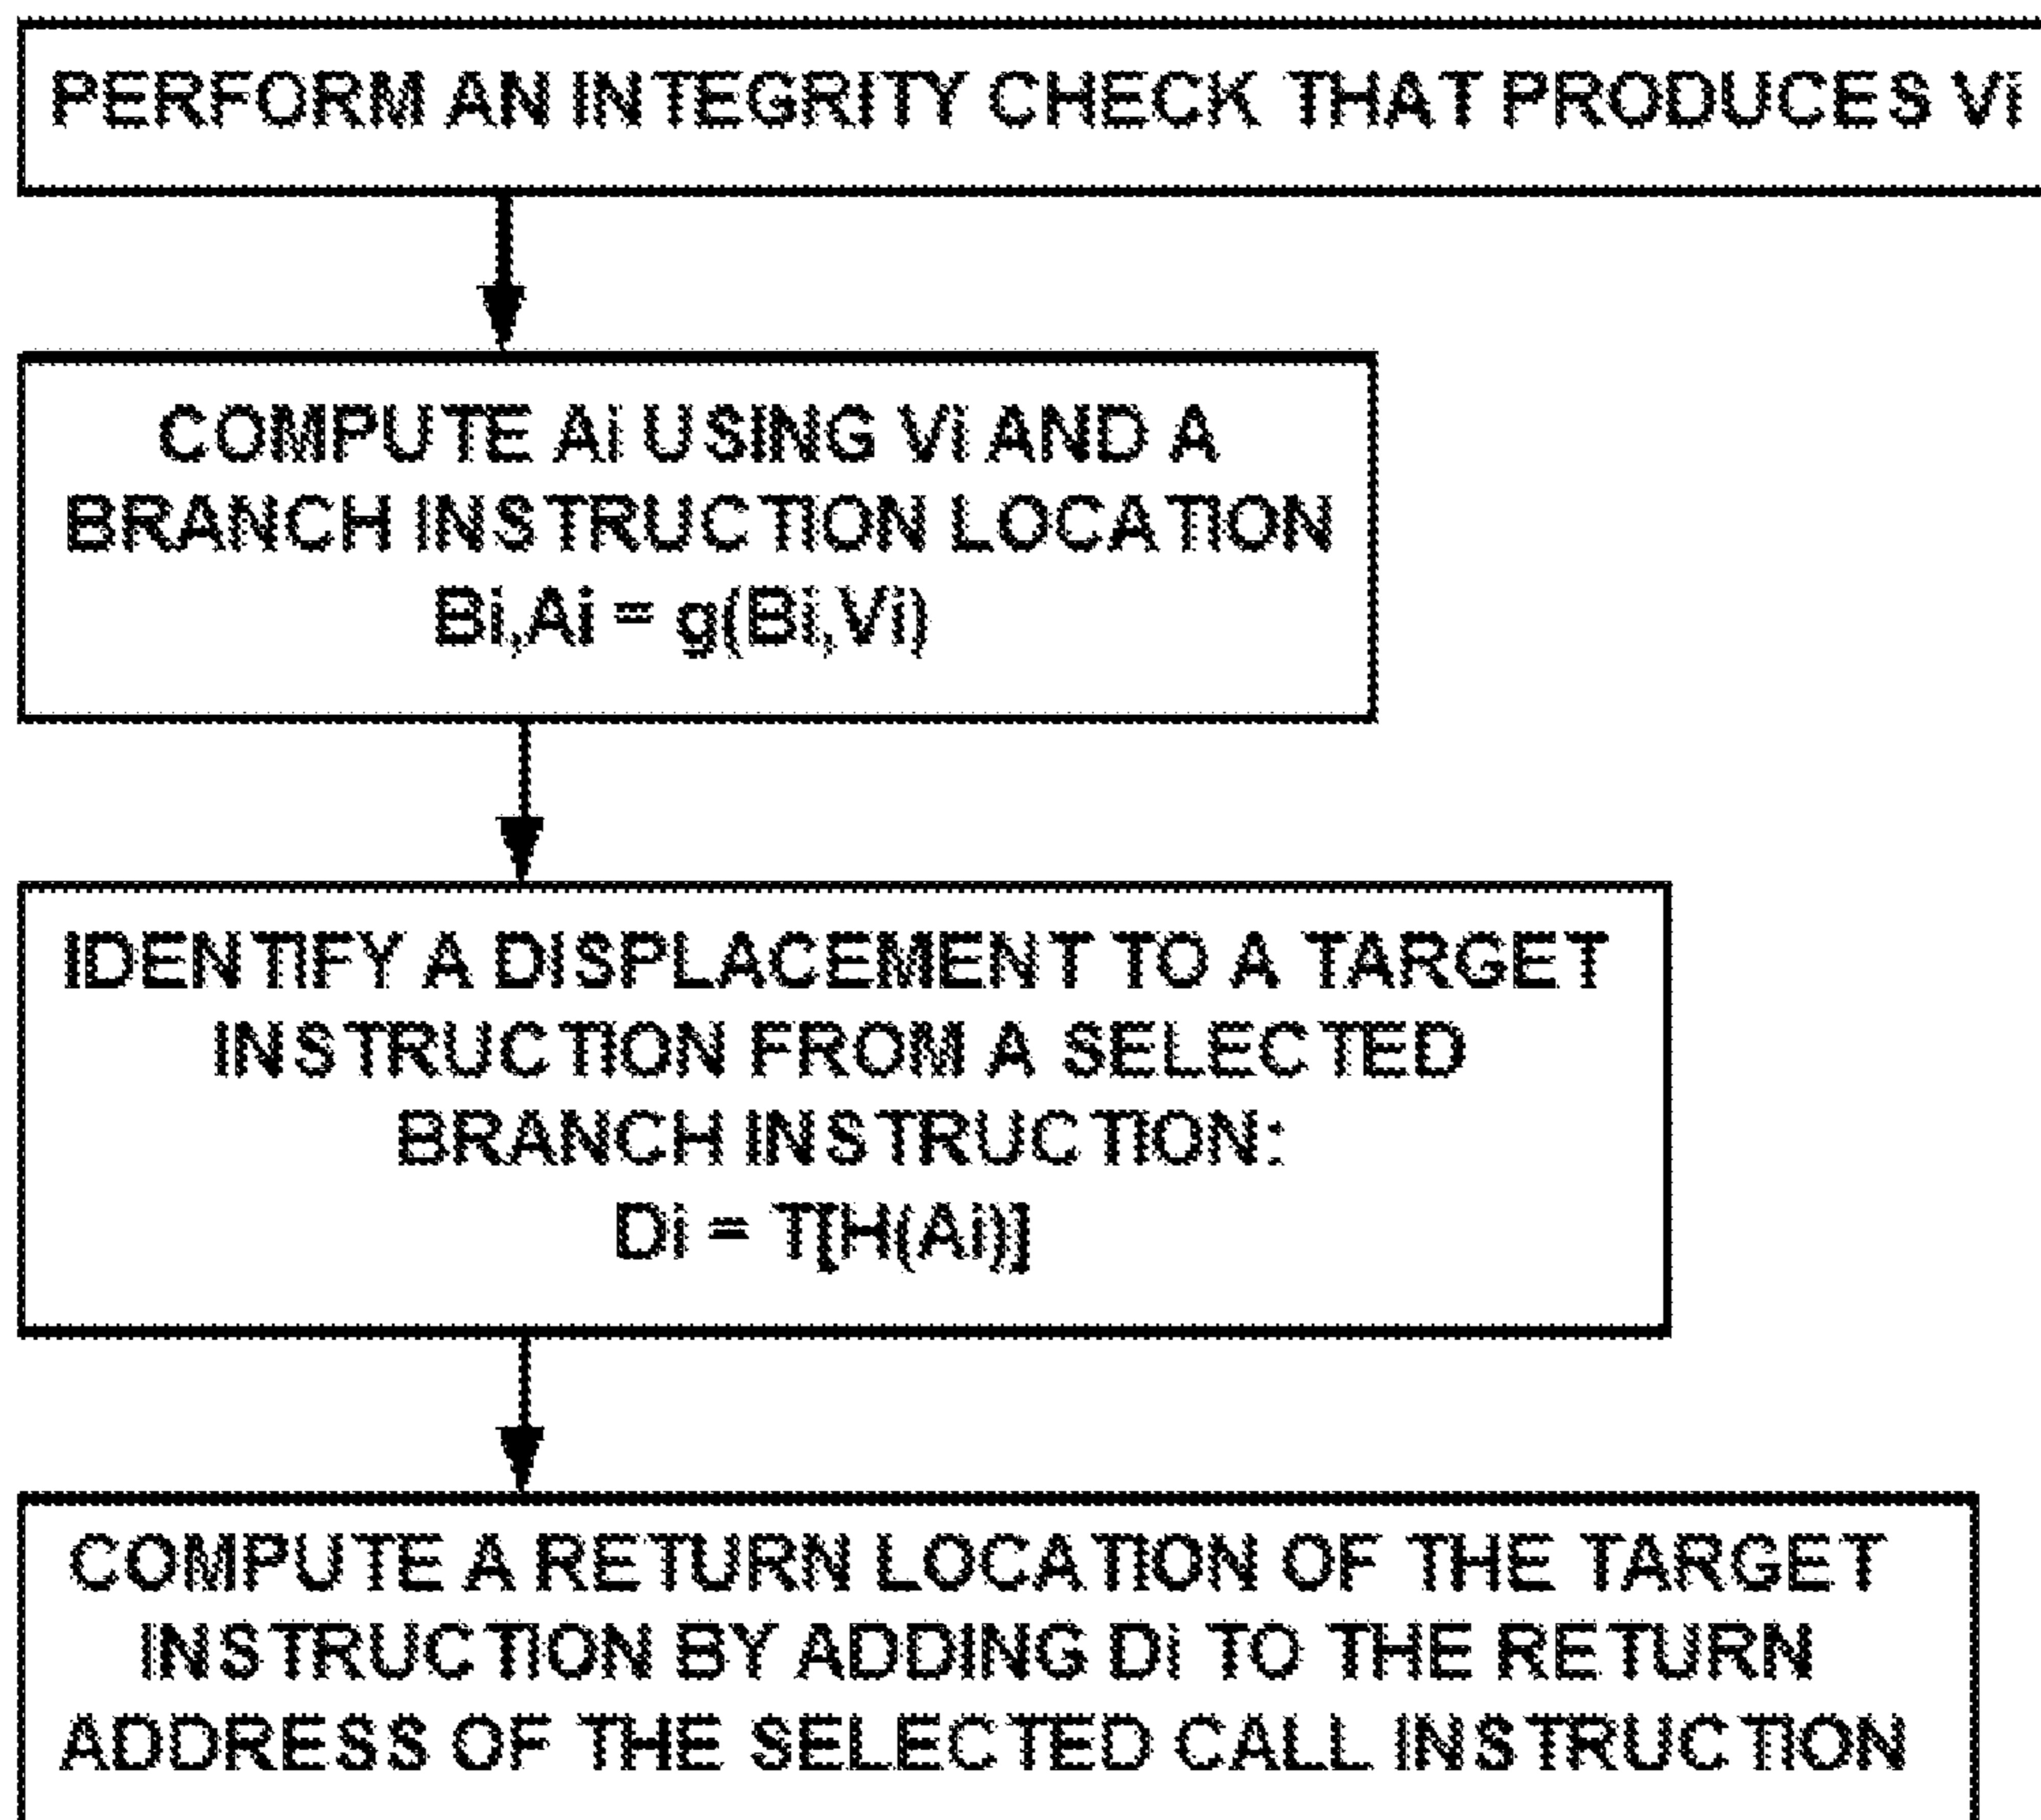 PERFORM AN INTEGRITY CHECK THAT PRODUCES Vi
COMPUTE Ai USING Vi AND A
BRANCH INSTRUCTION LOCATION
Bi,Ai = g(Bi,Vi)
IDENTIFY A DISPLACEMENT TO A TARGET
INSTRUCTION FROM A SELECTED
BRANCH INSTRUCTION:
Di = T[H(Ai)]
COMPUTE A RETURN LOCATION OF THE TARGET
INSTRUCTION BY ADDING Di TO THE RETURN
ADDRESS OF THE SELECTED CALL INSTRUCTION